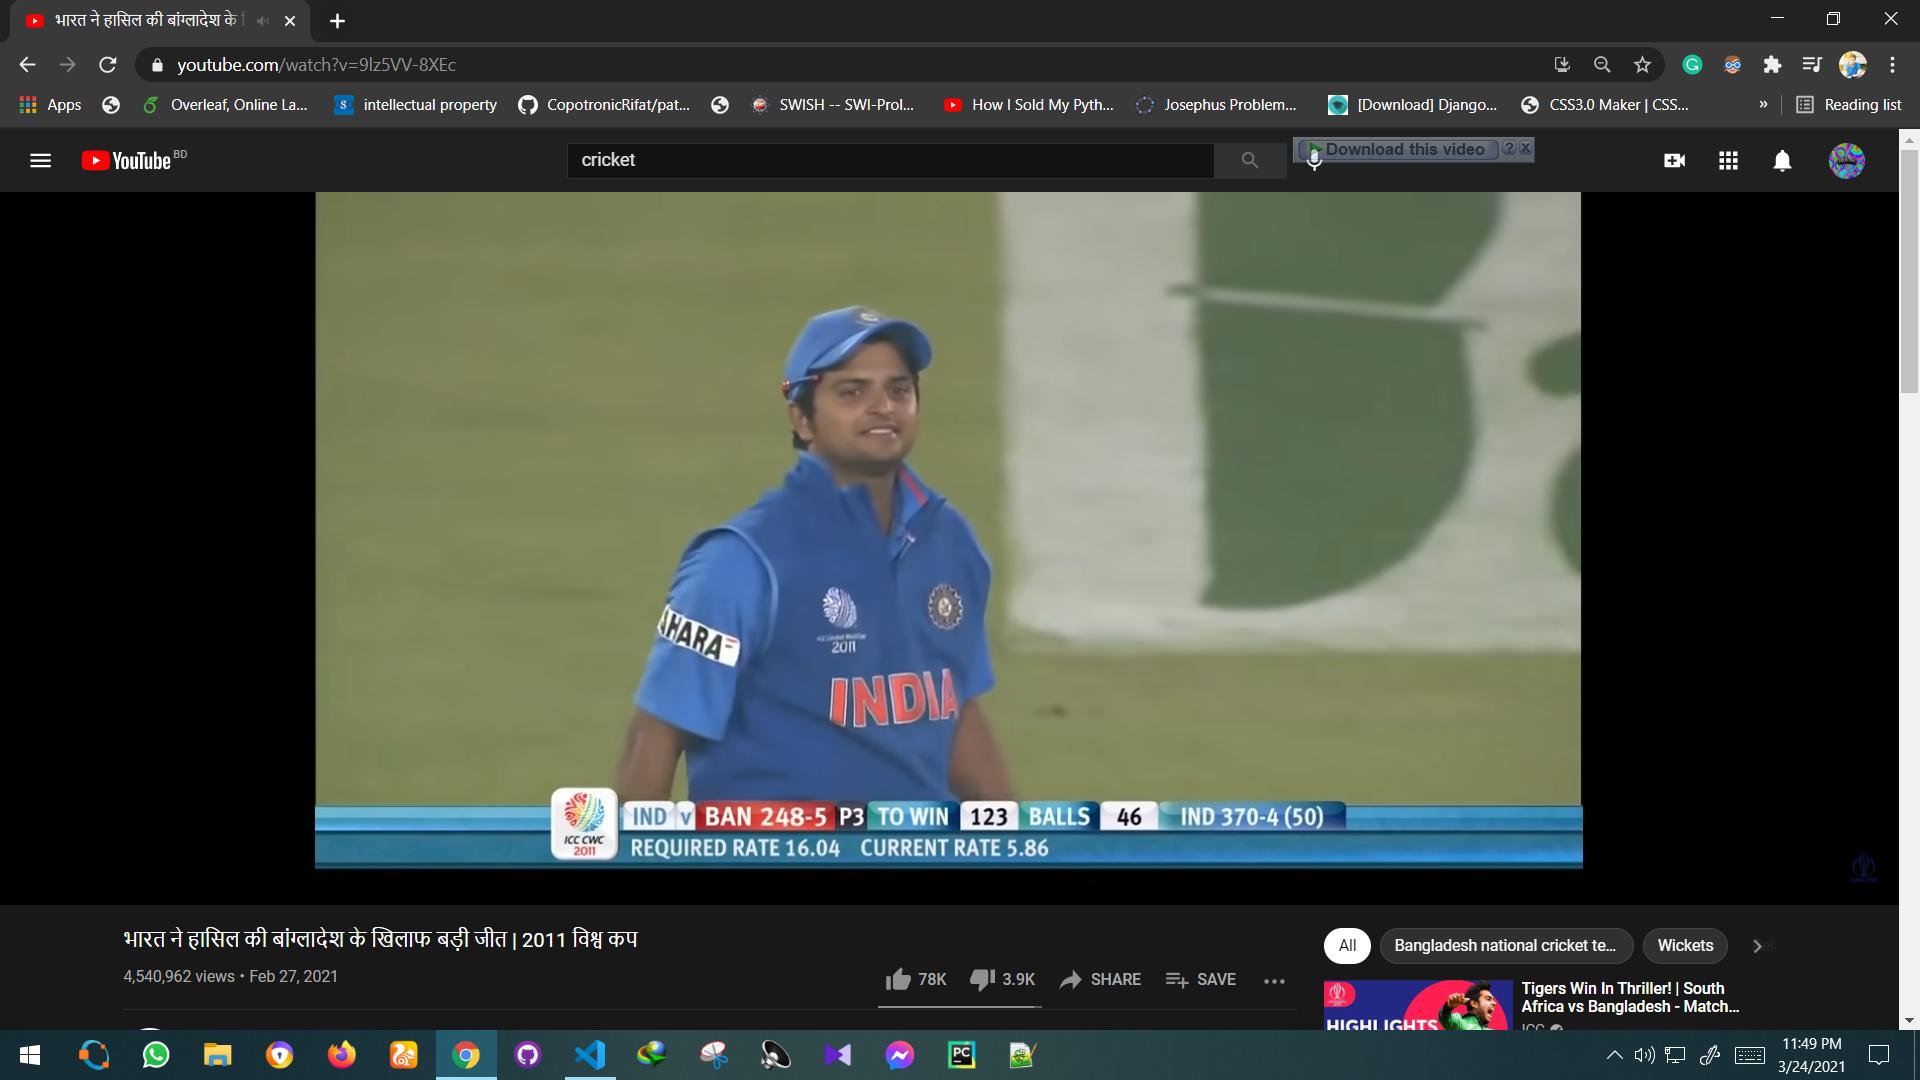 भारत ने हासिल की बांग्लादेश के
youtube.com/watch?v=9lz5VV-8XEc
Apps
Overleaf, Online La...
intellectual property
CopotronicRifat/pat...
SWISH -- SWI-Prol...
How I Sold My Pyth...
Josephus Problem...
[Download] Django...
CSS3.0 Maker | CSS...
»
Reading list
YouTube BD
cricket
Download this video ? x
AHARA
ICC Cricket World Cup
2011
INDIA
IND v BAN 248-5 P3 TO WIN 123 BALLS 46 IND 370-4 (50)
ICC CWC
2011
REQUIRED RATE 16.04 CURRENT RATE 5.86
भारत ने हासिल की बांग्लादेश के खिलाफ बड़ी जीत | 2011 विश्व कप
4,540,962 views • Feb 27, 2021
78K 3.9K SHARE SAVE
All Bangladesh national cricket te... Wickets
HIGHLIGHTS
Tigers Win In Thriller! | South
Africa vs Bangladesh - Match...
ICC
PC
11:49 PM
3/24/2021